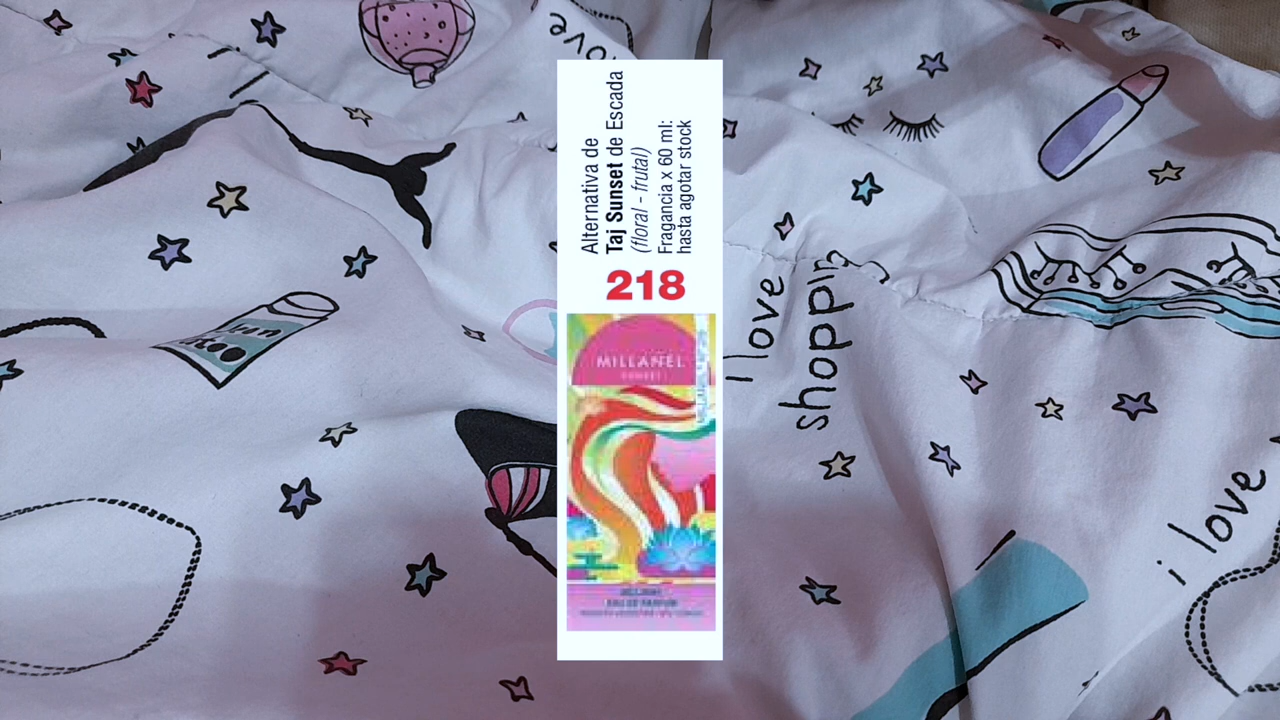 Alternativa de
Taj Sunset de Escada
(floral - frutal)
Fragancia x 60 ml:
hasta agotar stock
218
MILLANEL
SUNSET
EAU DE PARFUM
love
I love
shopping
i love